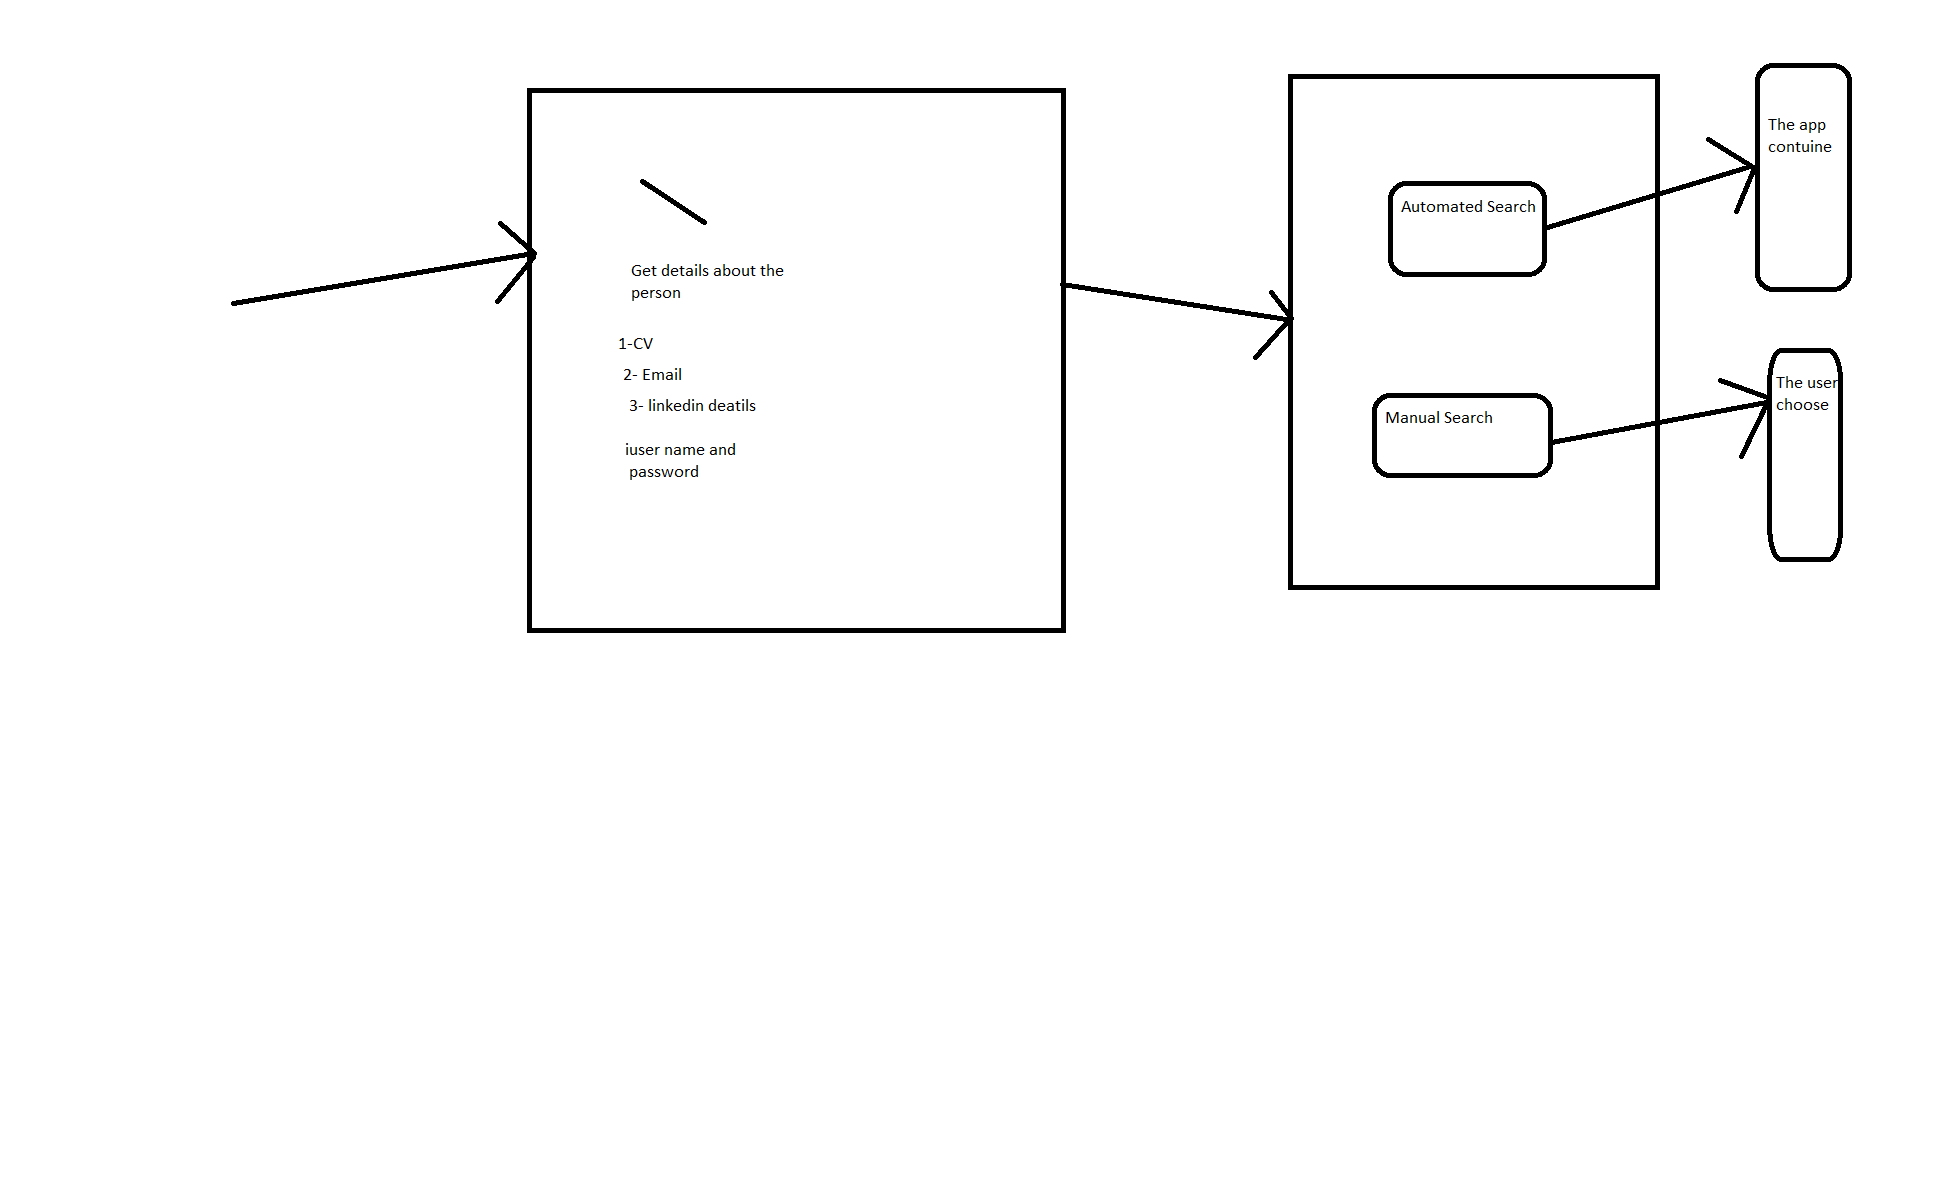 Get details about the
person
1-CV
2- Email
3- linkedin deatils
iuser name and
password
Automated Search
Manual Search
The app
contuine
The user
choose